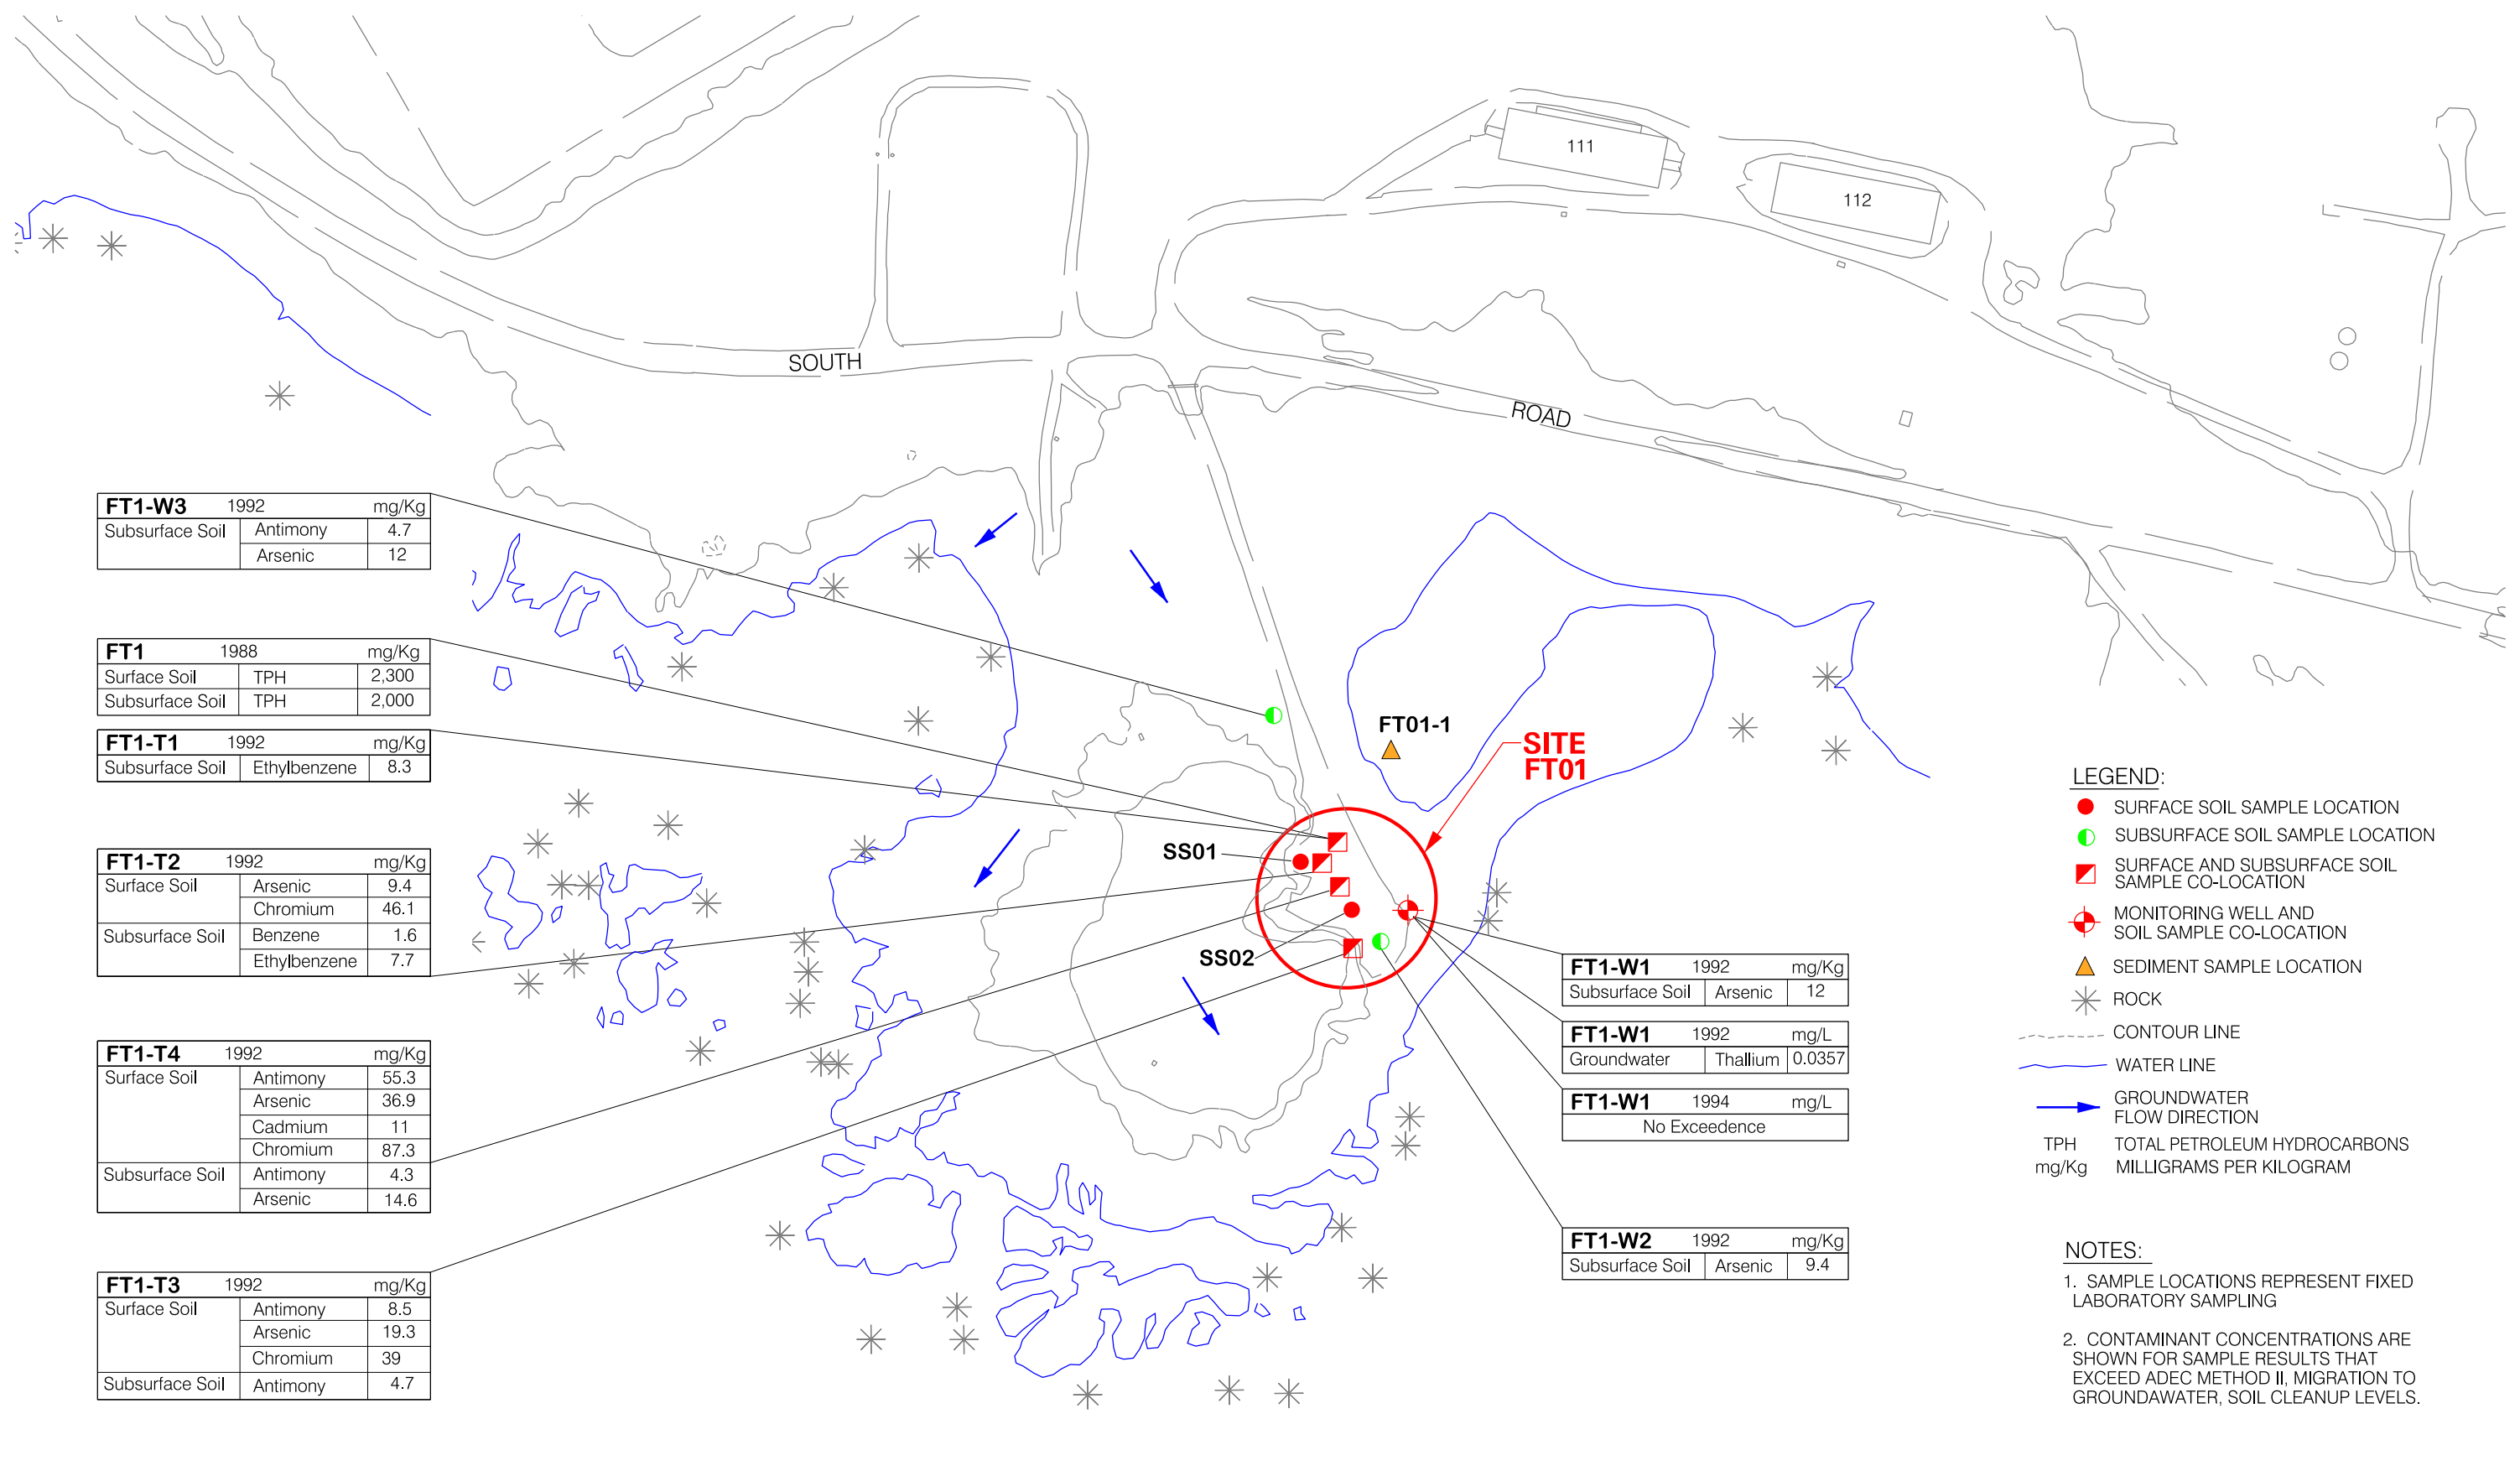 111
112
SOUTH
ROAD
FT1-W3 1992 mg/Kg
Subsurface Soil Antimony 4.7
Arsenic 12
FT1 1988 mg/Kg
Surface Soil TPH 2,300
Subsurface Soil TPH 2,000
FT1-T1 1992 mg/Kg
Subsurface Soil Ethylbenzene 8.3
FT1-T2 1992 mg/Kg
Surface Soil Arsenic 9.4
Chromium 46.1
Subsurface Soil Benzene 1.6
Ethylbenzene 7.7
FT1-T4 1992 mg/Kg
Surface Soil Antimony 55.3
Arsenic 36.9
Cadmium 11
Chromium 87.3
Subsurface Soil Antimony 4.3
Arsenic 14.6
FT1-T3 1992 mg/Kg
Surface Soil Antimony 8.5
Arsenic 19.3
Chromium 39
Subsurface Soil Antimony 4.7
FT01-1
SITE
FT01
SS01
SS02
FT1-W1 1992 mg/Kg
Subsurface Soil Arsenic 12
FT1-W1 1992 mg/L
Groundwater Thallium 0.0357
FT1-W1 1994 mg/L
No Exceedence
FT1-W2 1992 mg/Kg
Subsurface Soil Arsenic 9.4
LEGEND:
SURFACE SOIL SAMPLE LOCATION
SUBSURFACE SOIL SAMPLE LOCATION
SURFACE AND SUBSURFACE SOIL
SAMPLE CO-LOCATION
MONITORING WELL AND
SOIL SAMPLE CO-LOCATION
SEDIMENT SAMPLE LOCATION
ROCK
CONTOUR LINE
WATER LINE
GROUNDWATER
FLOW DIRECTION
TPH TOTAL PETROLEUM HYDROCARBONS
mg/Kg MILLIGRAMS PER KILOGRAM
NOTES:
1. SAMPLE LOCATIONS REPRESENT FIXED
LABORATORY SAMPLING
2. CONTAMINANT CONCENTRATIONS ARE
SHOWN FOR SAMPLE RESULTS THAT
EXCEED ADEC METHOD II, MIGRATION TO
GROUNDAWATER, SOIL CLEANUP LEVELS.